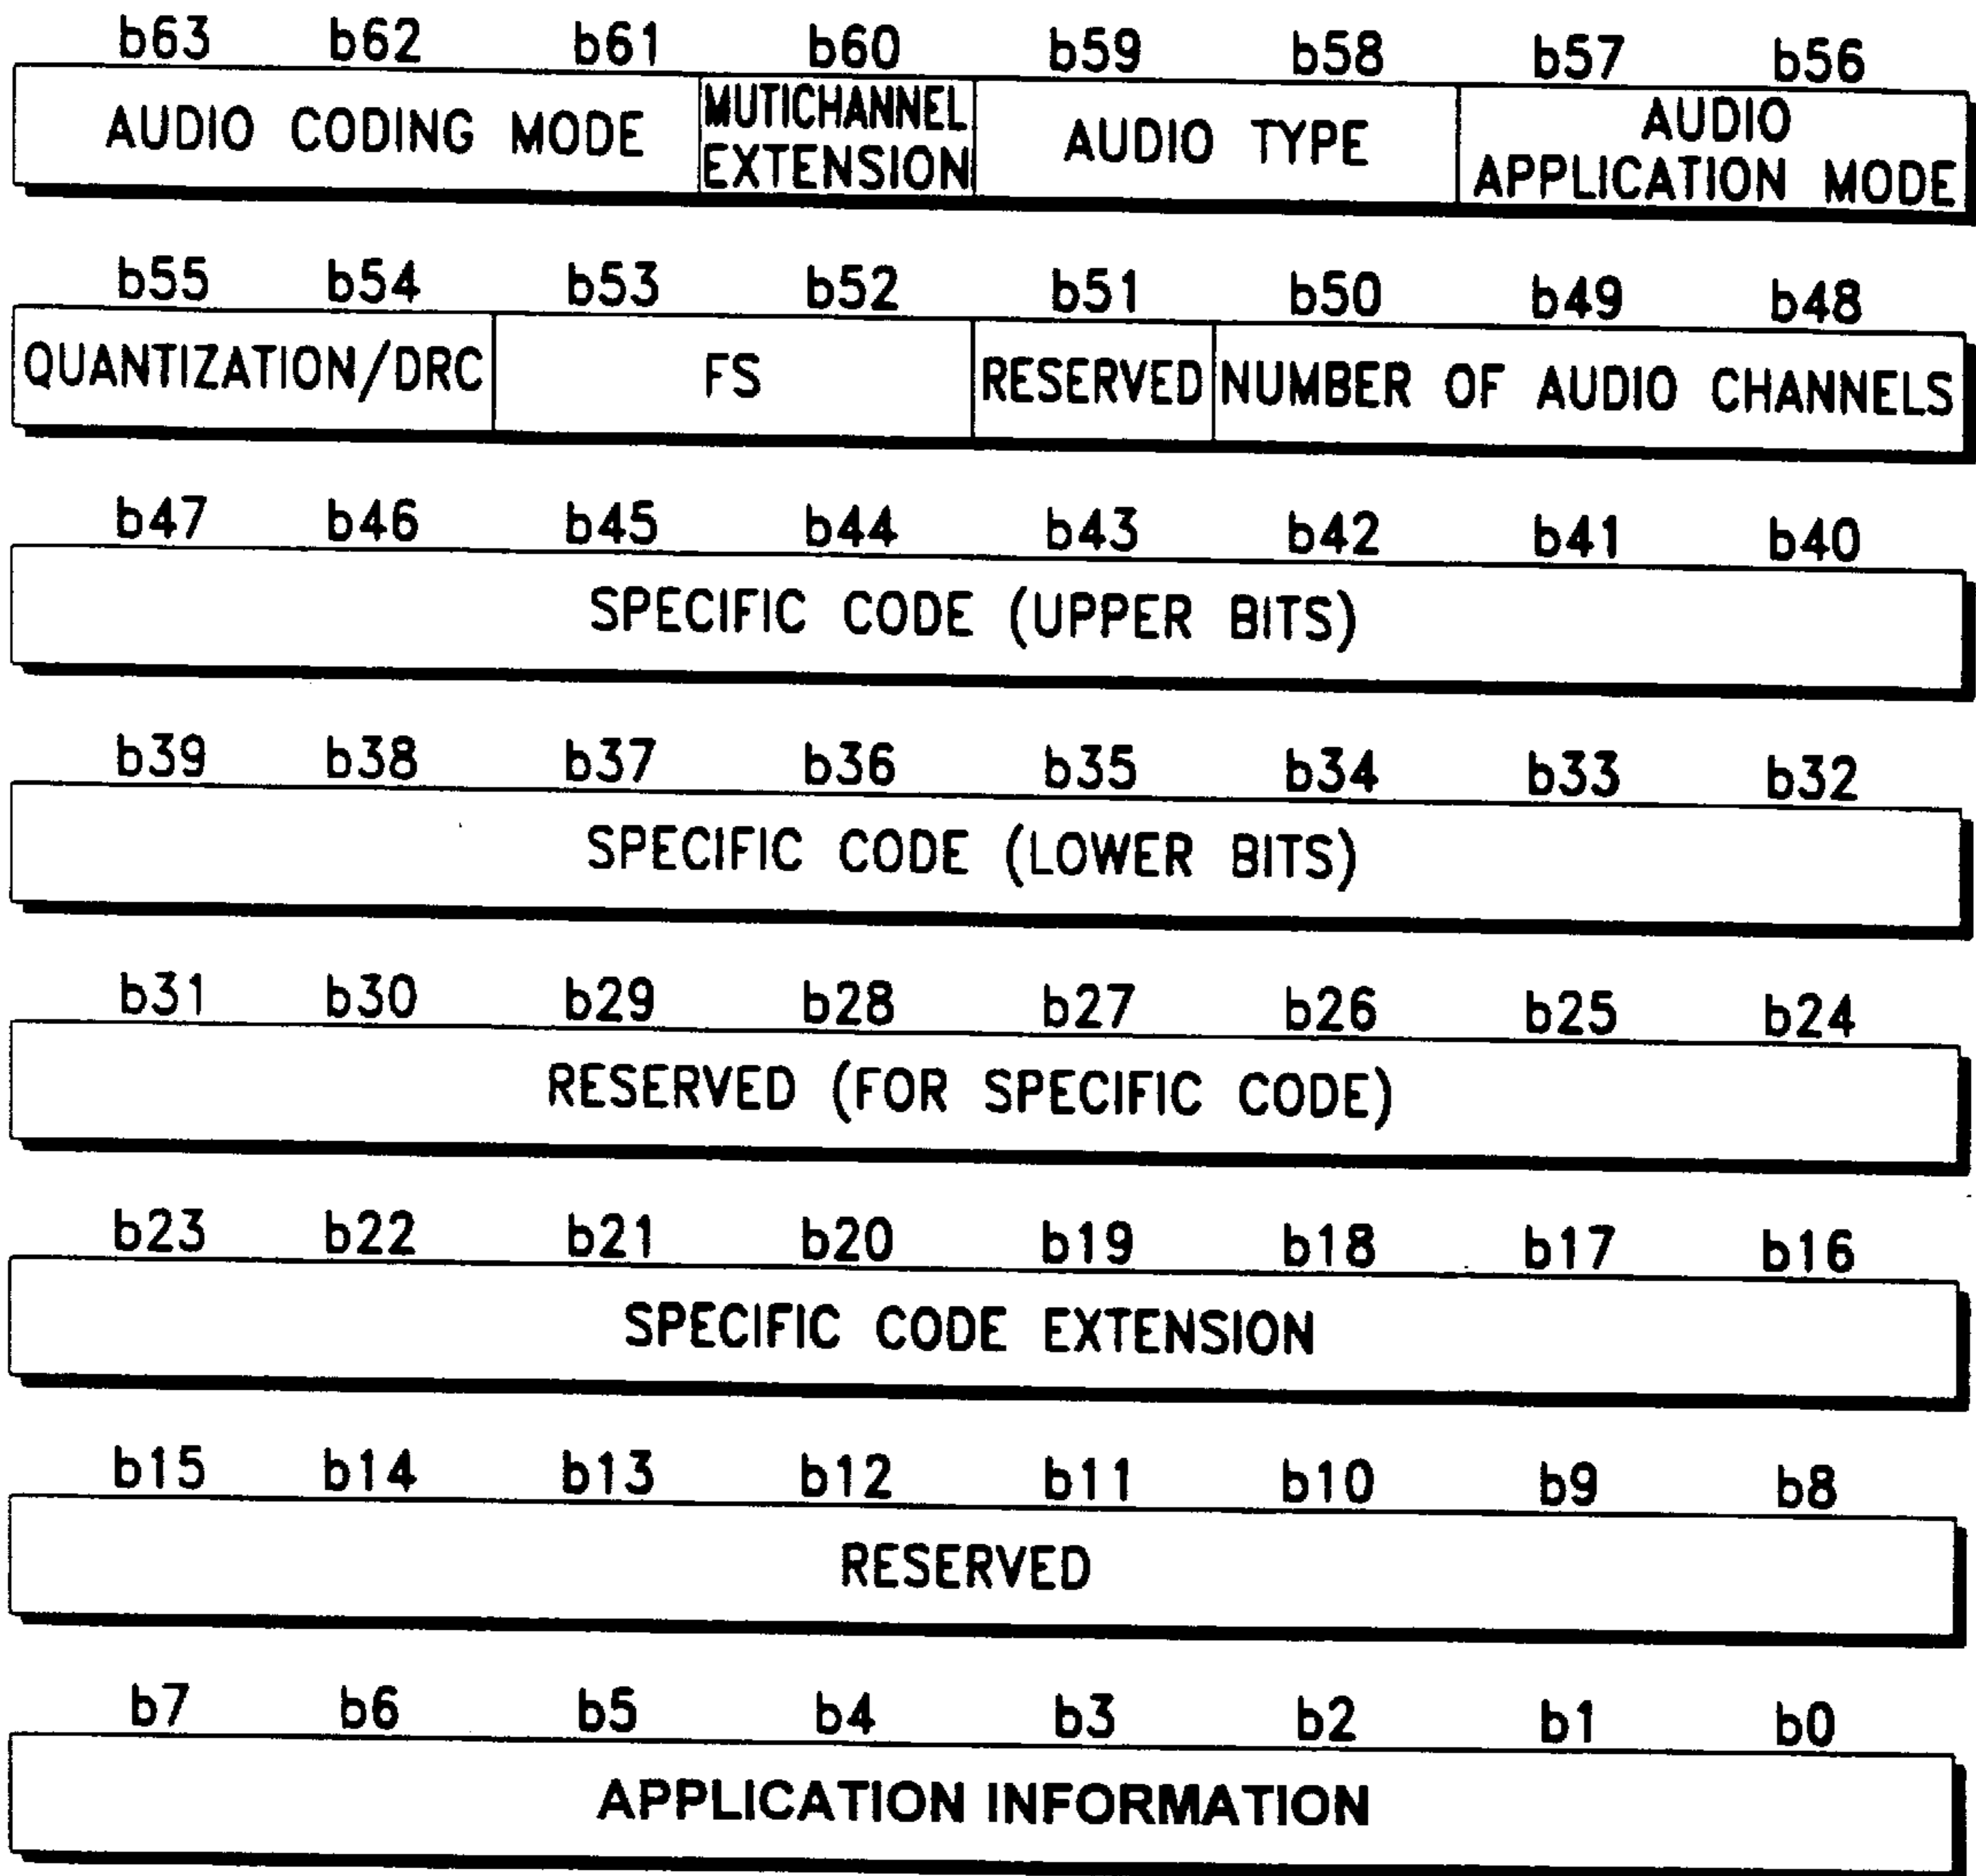 b63 b62 b61 b60 b59 b58 b57 b56
AUDIO CODING MODE
MUTICHANNEL
EXTENSION
AUDIO TYPE
AUDIO
APPLICATION MODE
b55 b54 b53 b52 b51 b50 b49 b48
QUANTIZATION/DRC FS RESERVED NUMBER OF AUDIO CHANNELS
b47 b46 b45 b44 b43 b42 b41 b40
SPECIFIC CODE (UPPER BITS)
b39 b38 b37 b36 b35 b34 b33 b32
SPECIFIC CODE (LOWER BITS)
b31 b30 b29 b28 b27 b26 b25 b24
RESERVED (FOR SPECIFIC CODE)
b23 b22 b21 b20 b19 b18 b17 b16
SPECIFIC CODE EXTENSION
b15 b14 b13 b12 b11 b10 b9 b8
RESERVED
b7 b6 b5 b4 b3 b2 b1 b0
APPLICATION INFORMATION